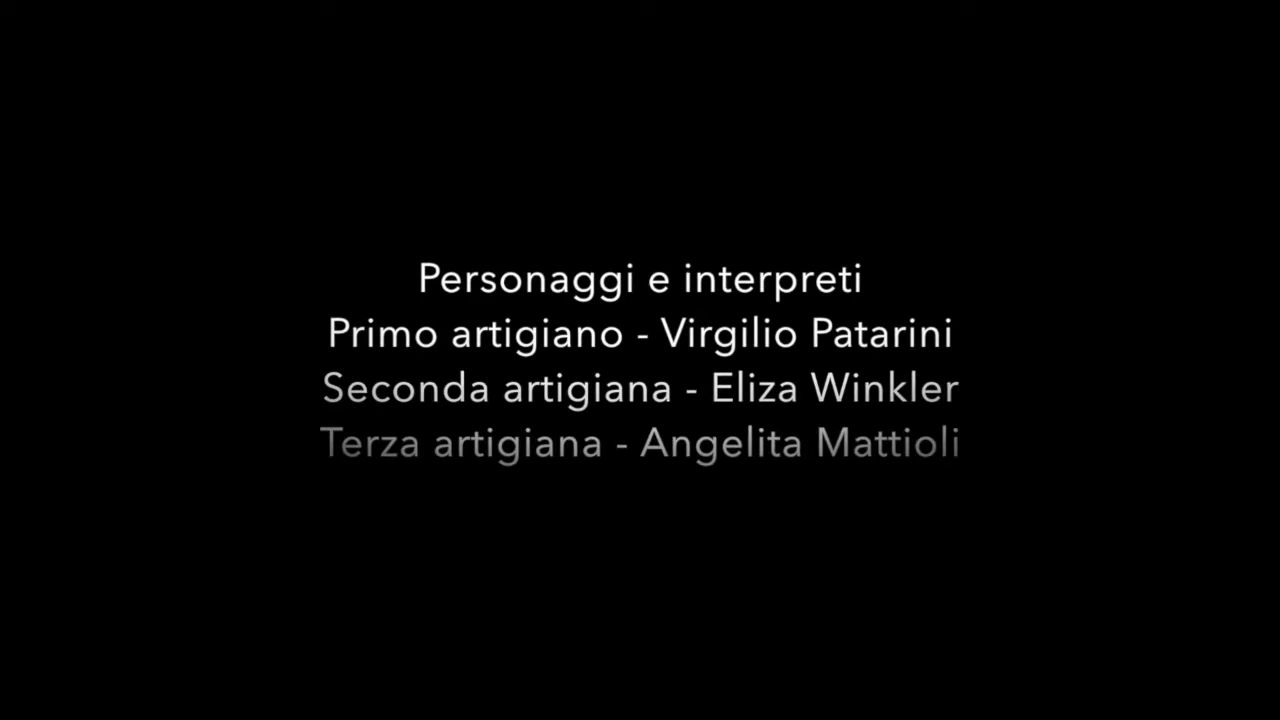 Personaggi e interpreti
Primo artigiano - Virgilio Patarini
Seconda artigiana - Eliza Winkler
Terza artigiana - Angelita Mattioli